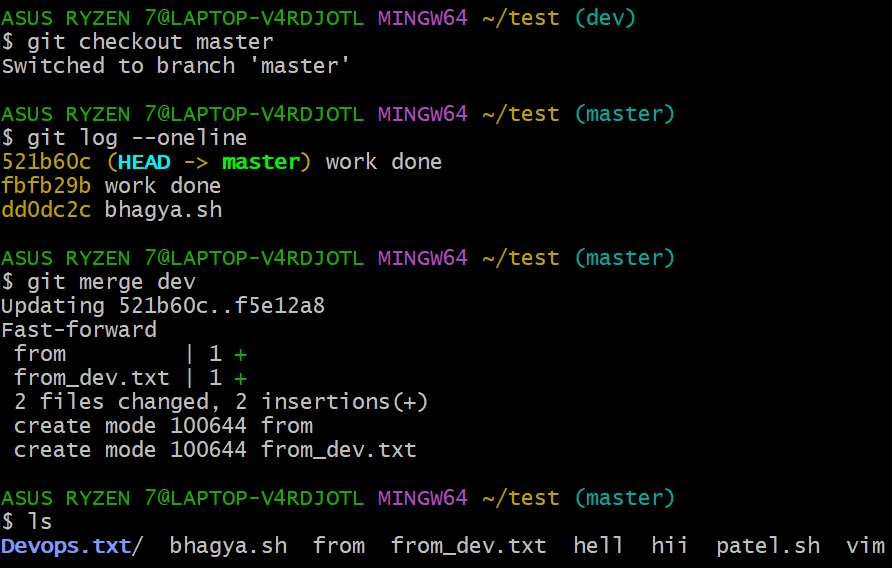 ASUS RYZEN 7@LAPTOP-V4RDJOTL MINGW64 ~/test (dev)
$ git checkout master
Switched to branch 'master'
ASUS RYZEN 7@LAPTOP-V4RDJOTL MINGW64 ~/test (master)
$ git log --oneline
521b60c (HEAD -> master) work done
fbfb29b work done
dd0dc2c bhagya.sh
ASUS RYZEN 7@LAPTOP-V4RDJOTL MINGW64 ~/test (master)
$ git merge dev
Updating 521b60c..f5e12a8
Fast-forward
 from         | 1 +
 from_dev.txt | 1 +
 2 files changed, 2 insertions(+)
 create mode 100644 from
 create mode 100644 from_dev.txt
ASUS RYZEN 7@LAPTOP-V4RDJOTL MINGW64 ~/test (master)
$ ls
Devops.txt/  bhagya.sh  from  from_dev.txt  hell  hii  patel.sh  vim